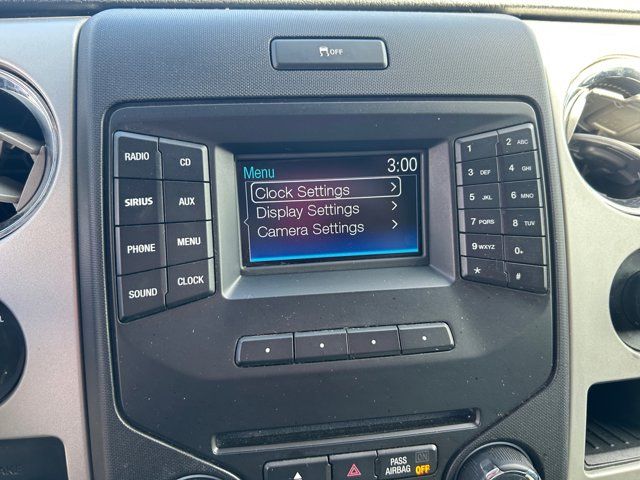 OFF
RADIO
CD
SIRIUS
AUX
PHONE
MENU
SOUND
CLOCK
Menu 3:00
Clock Settings >
Display Settings >
Camera Settings >
1
2 ABC
3 DEF
4 GHI
5 JKL
6 MNO
7 PQRS
8 TUV
9 WXYZ
0+
*
#
PASS
AIRBAG
ON
OFF